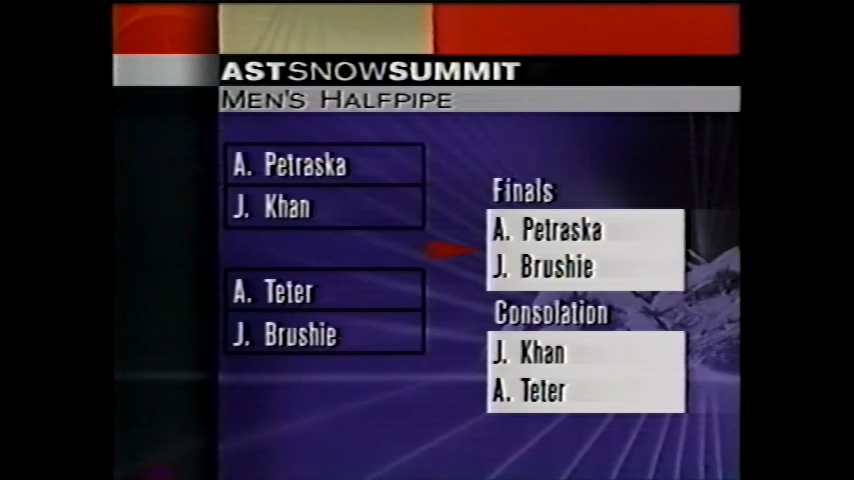 ASTSNOWSUMMIT
MEN'S HALFPIPE
A. Petraska
J. Khan
A. Teter
J. Brushie
Finals
A. Petraska
J. Brushie
Consolation
J. Khan
A. Teter